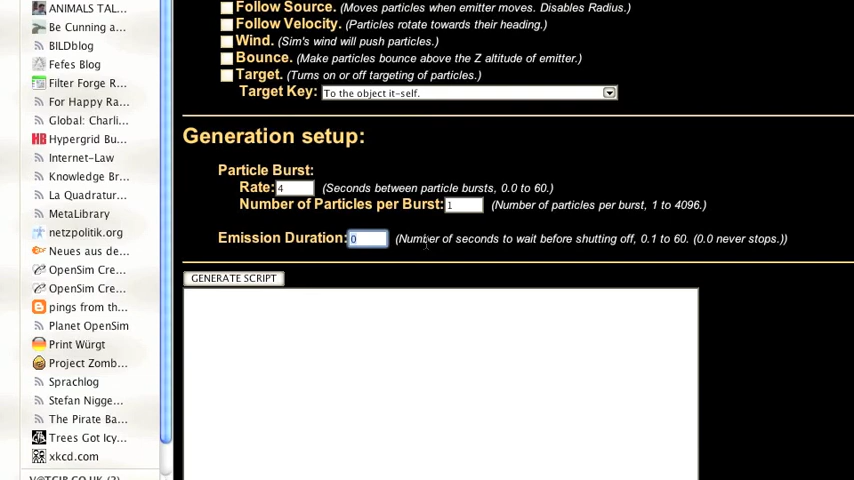 ANIMALS TAL...
Be Cunning a...
BILDblog
Fefes Blog
Filter Forge R...
For Happy Ra...
Global: Charli...
HB Hypergrid Bu...
Internet-Law
Knowledge Br...
La Quadratur...
MetaLibrary
netzpolitik.org
Neues aus de...
OpenSim Cre...
OpenSim Cre...
pings from th...
Planet OpenSim
Print Würgt
Project Zomb...
Sprachlog
Stefan Nigge...
The Pirate Ba...
Trees Got Icy...
xkcd.com
V@TGIB.CO.UK (2)
Follow Source. (Moves particles when emitter moves. Disables Radius.)
Follow Velocity. (Particles rotate towards their heading.)
Wind. (Sim's wind will push particles.)
Bounce. (Make particles bounce above the Z altitude of emitter.)
Target. (Turns on or off targeting of particles.)
Target Key: To the object it-self.
Generation setup:
Particle Burst:
Rate: 4 (Seconds between particle bursts, 0.0 to 60.)
Number of Particles per Burst: 1 (Number of particles per burst, 1 to 4096.)
Emission Duration: 0 (Number of seconds to wait before shutting off, 0.1 to 60. (0.0 never stops.))
GENERATE SCRIPT